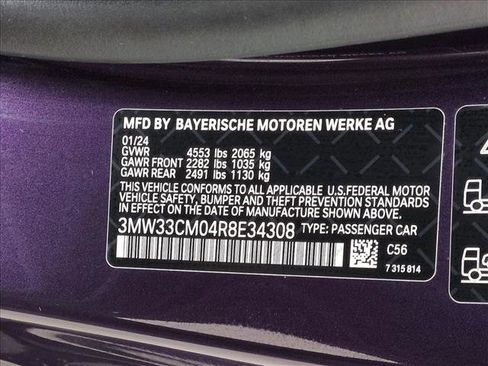 MFD BY BAYERISCHE MOTOREN WERKE AG
01/24
GVWR 4553 lbs 2065 kg
GAWR FRONT 2282 lbs 1035 kg
GAWR REAR 2491 lbs 1130 kg
THIS VEHICLE CONFORMS TO ALL APPLICABLE U.S.FEDERAL MOTOR
VEHICLE SAFETY, BUMPER, AND THEFT PREVENTION STANDARDS
IN EFFECT ON THE DATE OF MANUFACTURE SHOWN ABOVE.
3MW33CM04R8E34308 TYPE: PASSENGER CAR
C56
7 315 814